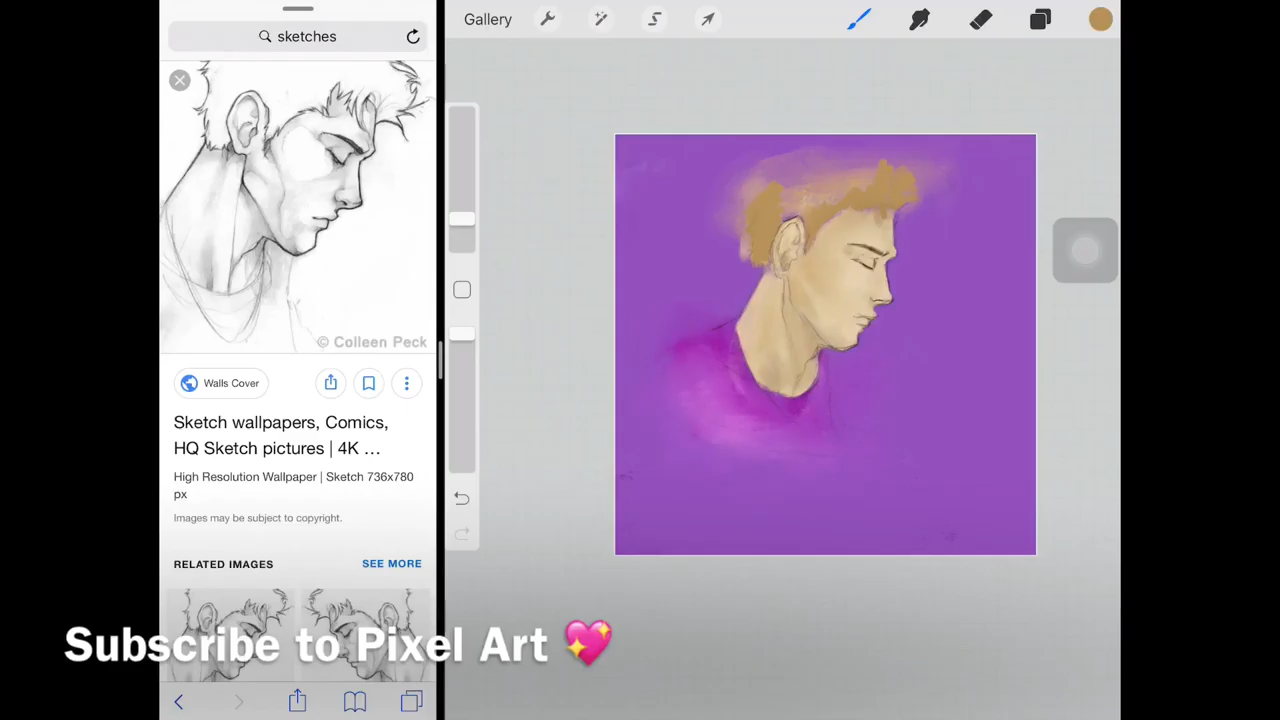 sketches
Gallery
© Colleen Peck
Walls Cover
Sketch wallpapers, Comics,
HQ Sketch pictures | 4K ...
High Resolution Wallpaper | Sketch 736x780
px
Images may be subject to copyright.
RELATED IMAGES
SEE MORE
Subscribe to Pixel Art 💖